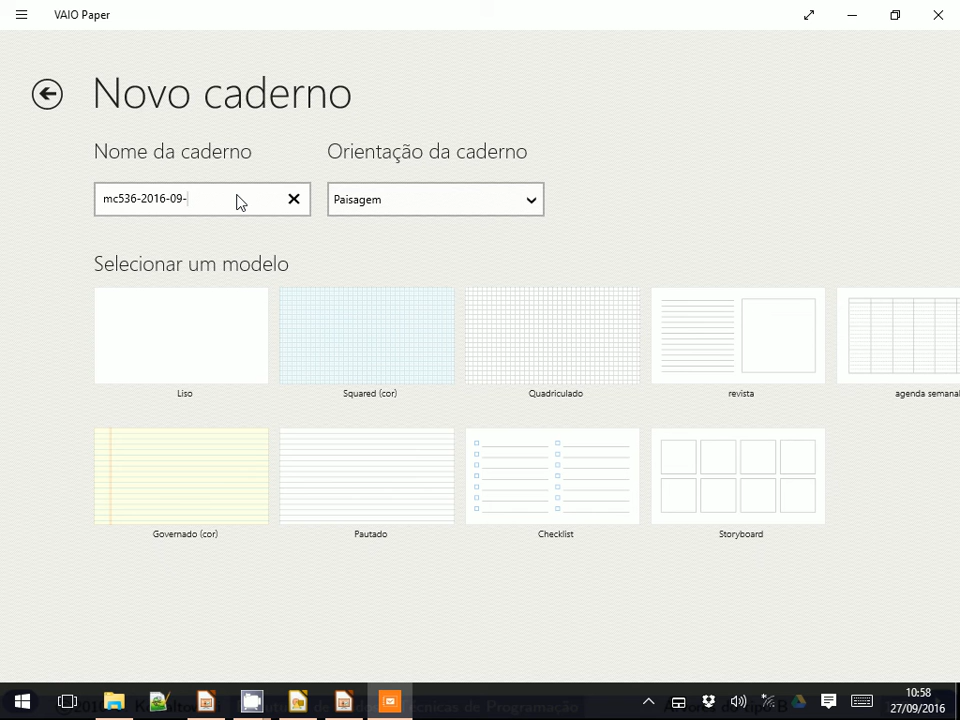 VAIO Paper
Novo caderno
Nome da caderno
Orientação da caderno
mc536-2016-09-
Paisagem
Selecionar um modelo
Liso
Squared (cor)
Quadriculado
revista
agenda semanal
Governado (cor)
Pautado
Checklist
Storyboard
10:58
27/09/2016